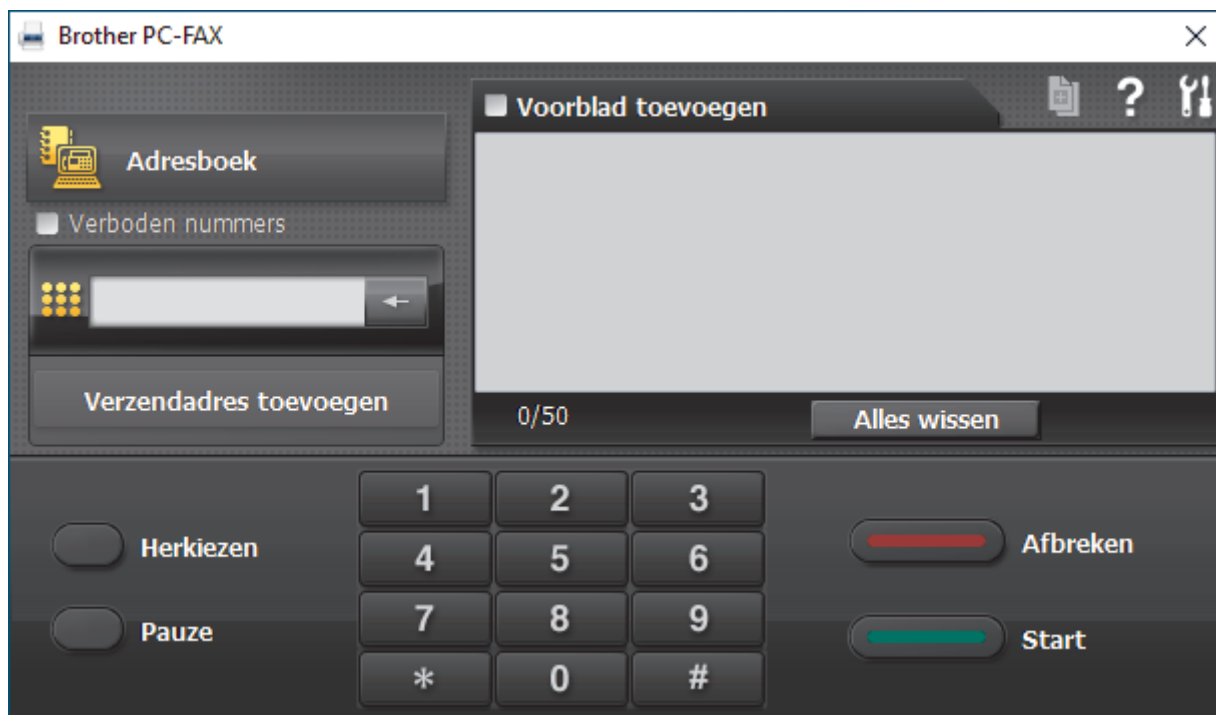 Brother PC-FAX
Voorblad toevoegen
?
Adresboek
Verboden nummers
Verzendadres toevoegen
0/50
Alles wissen
1 2 3
Herkiezen
4 5 6
Afbreken
7 8 9
Pauze
Start
* 0 #